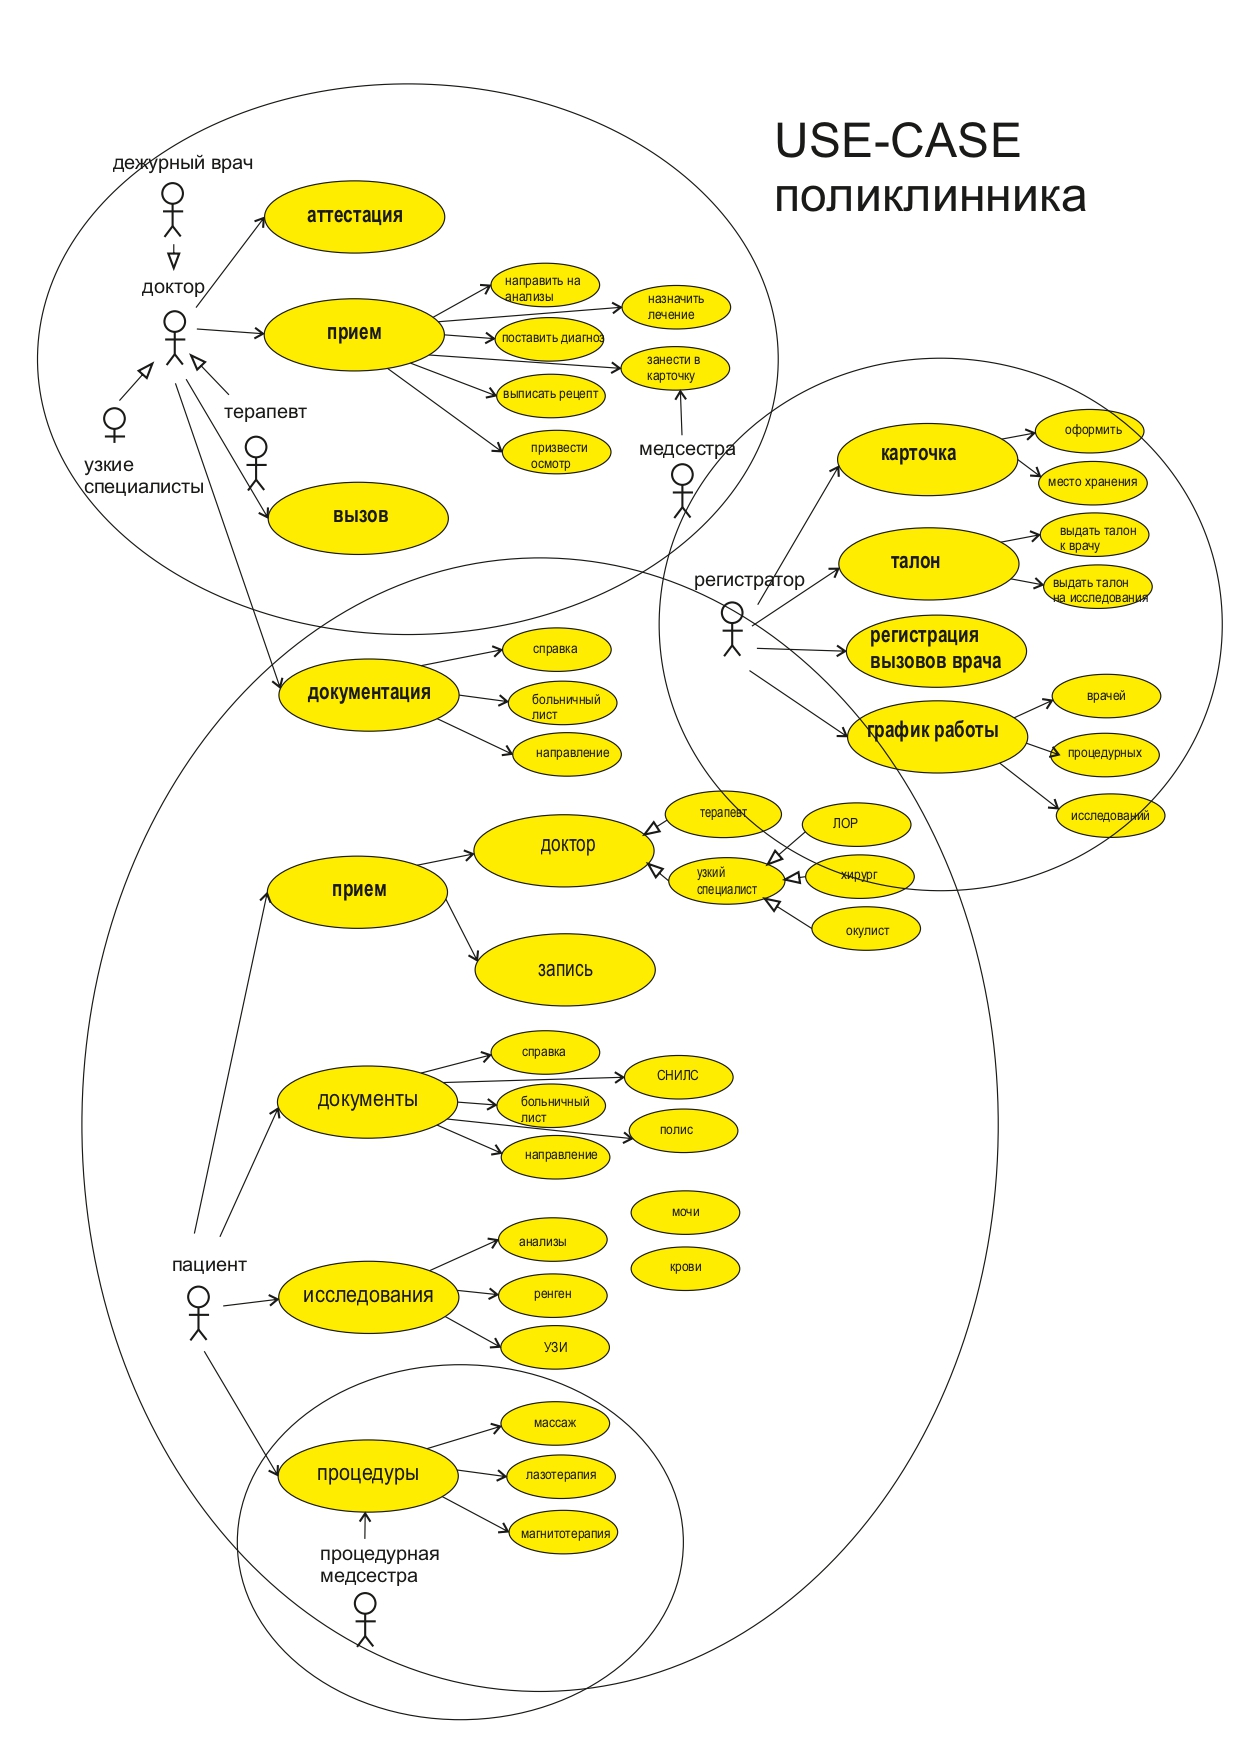 USE-CASE
поликлинника
дежурный врач
аттестация
доктор
прием
направить на
анализы
назначить
лечение
поставить диагноз
занести в
карточку
выписать рецепт
призвести
осмотр
терапевт
узкие
специалисты
вызов
медсестра
карточка
оформить
место хранения
талон
выдать талон
к врачу
выдать талон
на исследования
регистратор
регистрация
вызовов врача
график работы
врачей
процедурных
исследований
документация
справка
больничный
лист
направление
прием
доктор
терапевт
узкий
специалист
ЛОР
хирург
окулист
запись
документы
справка
СНИЛС
больничный
лист
полис
направление
мочи
крови
пациент
исследования
анализы
ренген
УЗИ
процедуры
массаж
лазотерапия
магнитотерапия
процедурная
медсестра